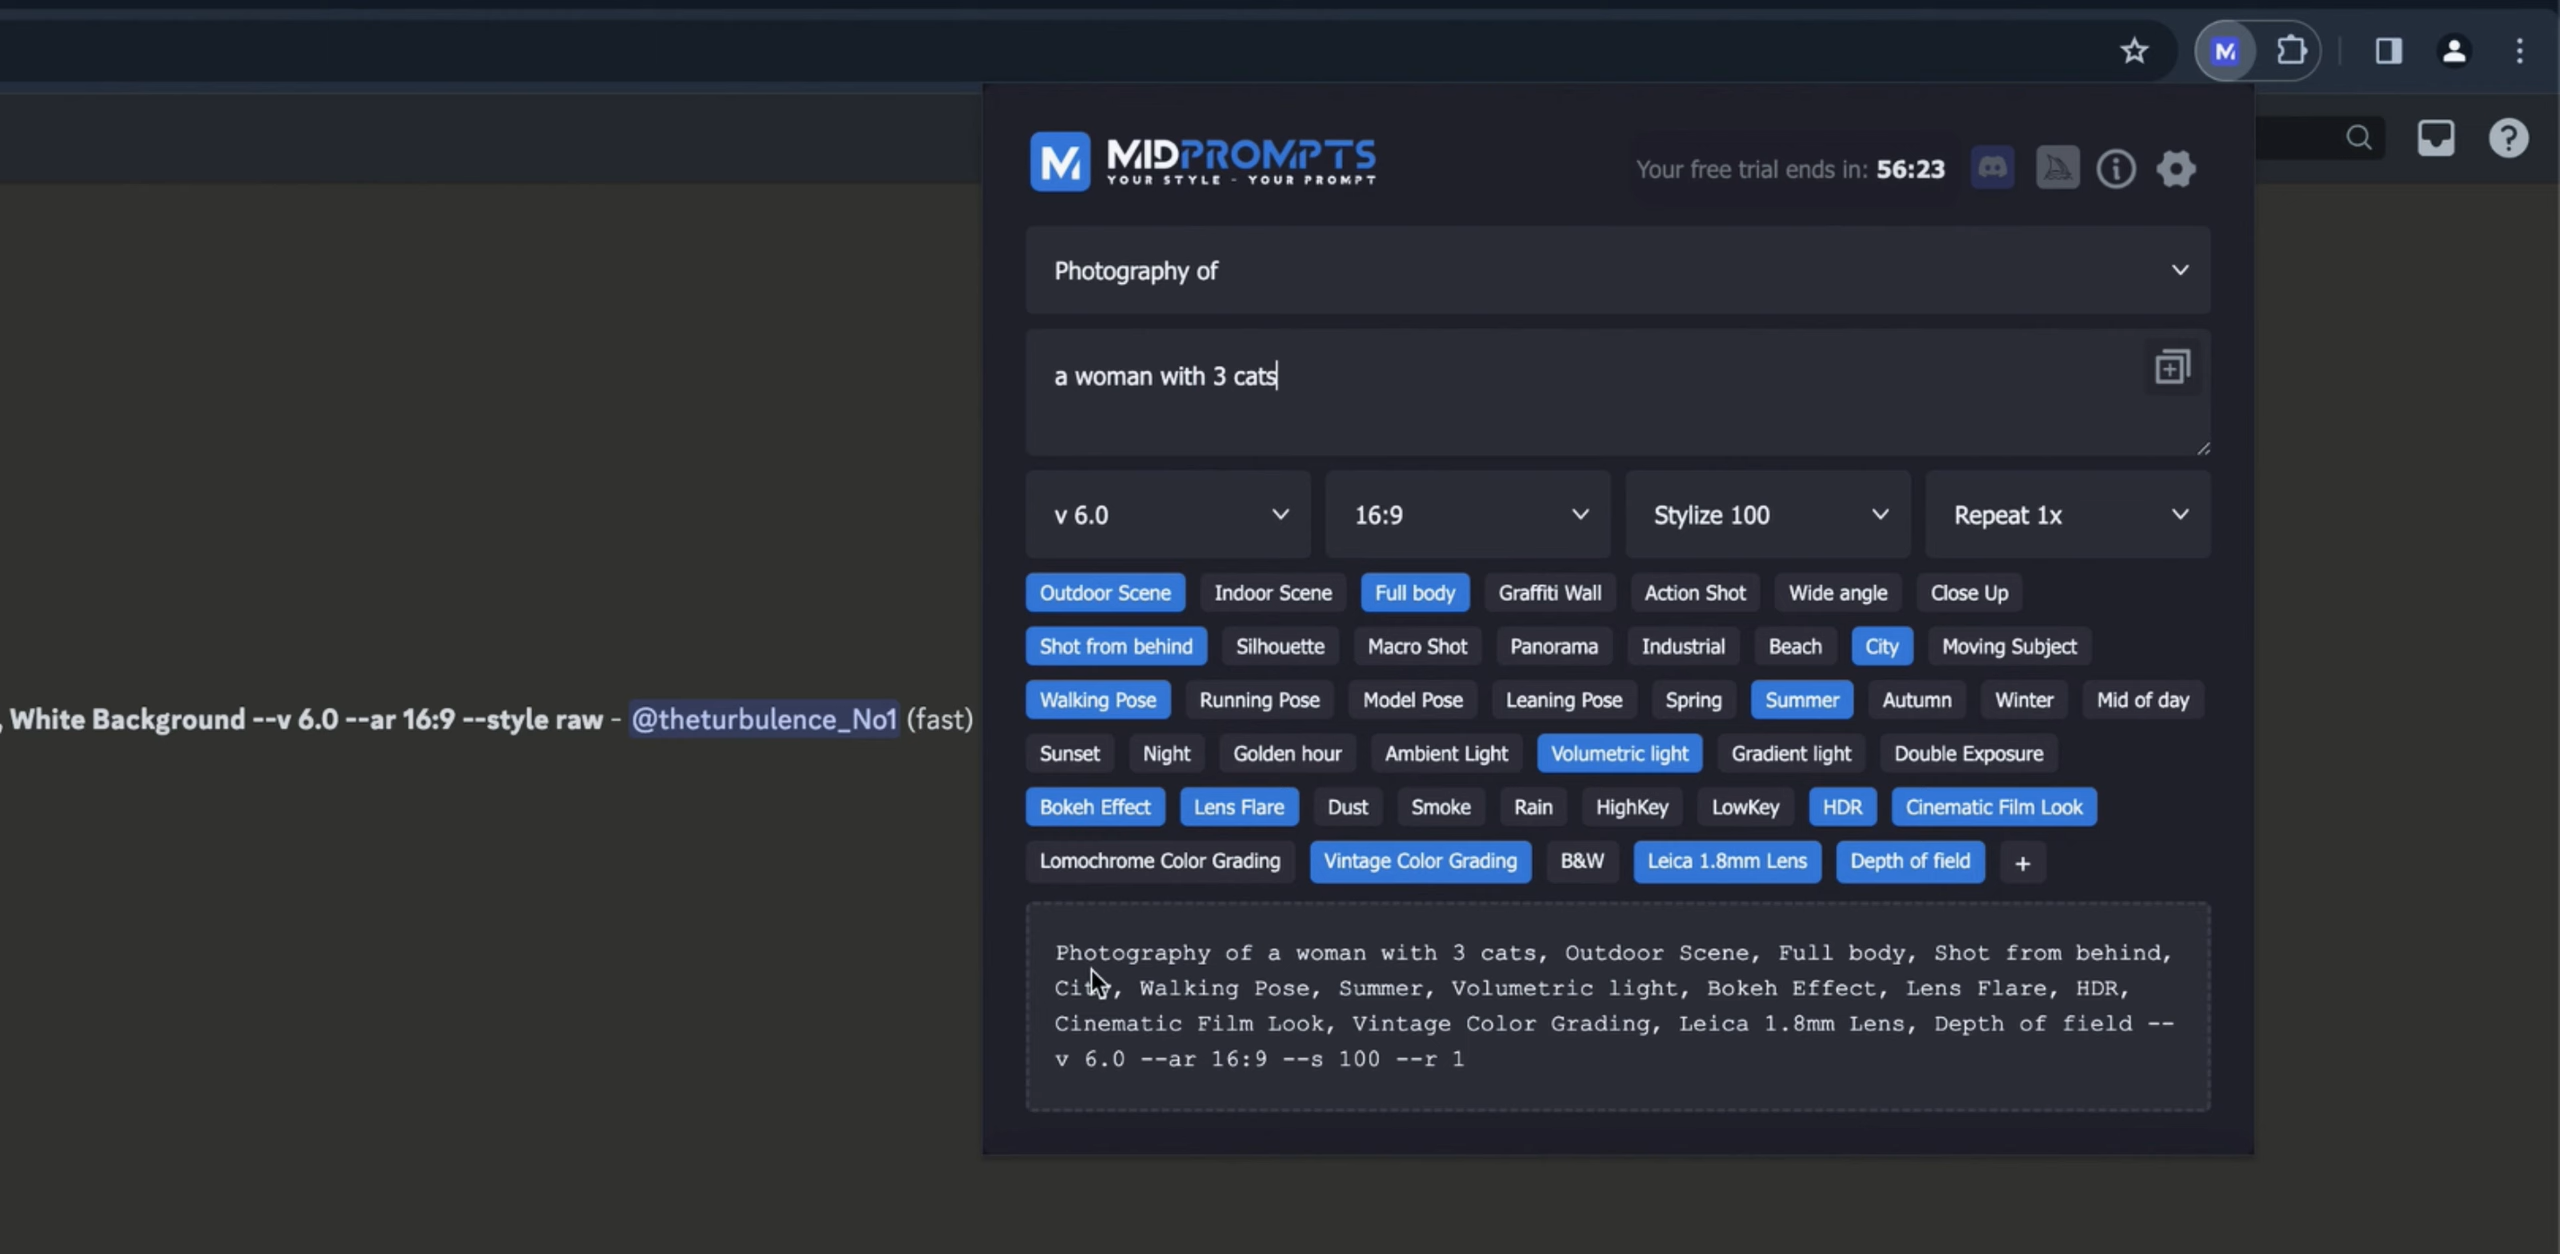 MIDPROMPTS
YOUR STYLE - YOUR PROMPT
Your free trial ends in: 56:23
Photography of
a woman with 3 cats
v 6.0 16:9 Stylize 100 Repeat 1x
Outdoor Scene Indoor Scene Full body Graffiti Wall Action Shot Wide angle Close Up
Shot from behind Silhouette Macro Shot Panorama Industrial Beach City Moving Subject
Walking Pose Running Pose Model Pose Leaning Pose Spring Summer Autumn Winter Mid of day
, White Background --v 6.0 --ar 16:9 --style raw - @theturbulence_No1 (fast)
Sunset Night Golden hour Ambient Light Volumetric light Gradient light Double Exposure
Bokeh Effect Lens Flare Dust Smoke Rain HighKey LowKey HDR Cinematic Film Look
Lomochrome Color Grading Vintage Color Grading B&W Leica 1.8mm Lens Depth of field +
Photography of a woman with 3 cats, Outdoor Scene, Full body, Shot from behind,
City, Walking Pose, Summer, Volumetric light, Bokeh Effect, Lens Flare, HDR,
Cinematic Film Look, Vintage Color Grading, Leica 1.8mm Lens, Depth of field --
v 6.0 --ar 16:9 --s 100 --r 1